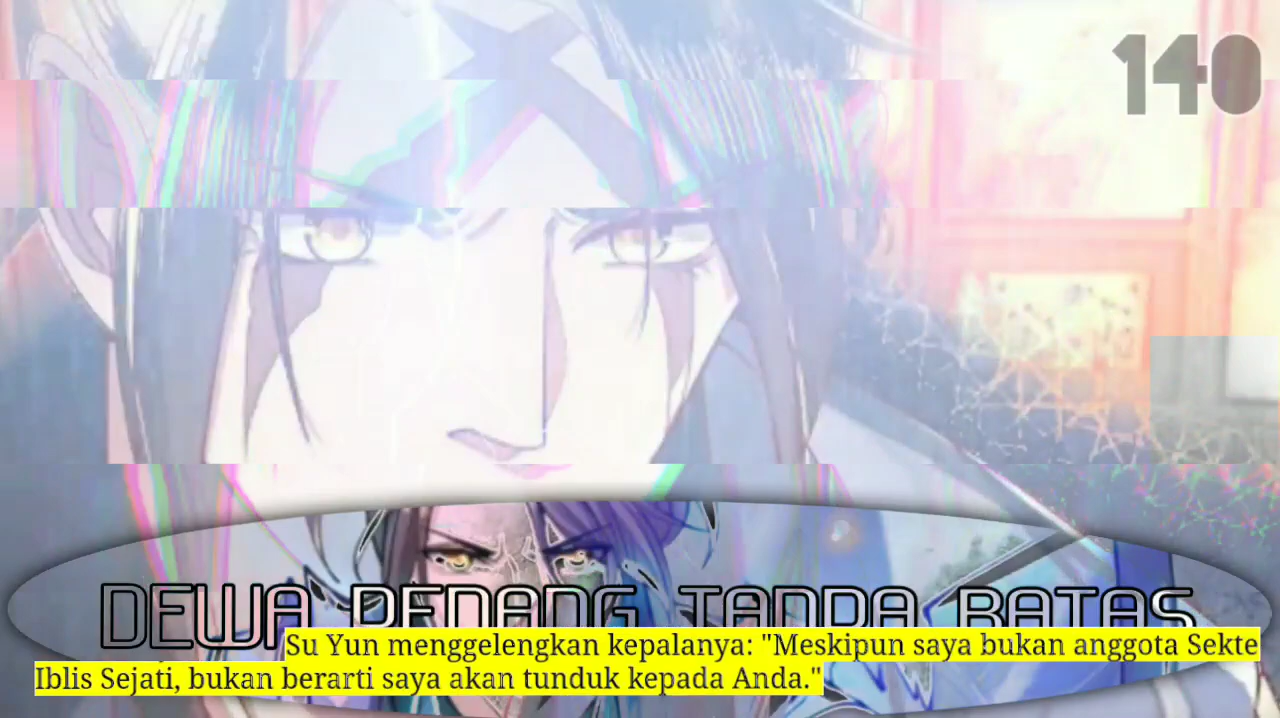 140
DEWA PEDANG TANPA BATAS
Su Yun menggelengkan kepalanya: "Meskipun saya bukan anggota Sekte
Iblis Sejati, bukan berarti saya akan tunduk kepada Anda."